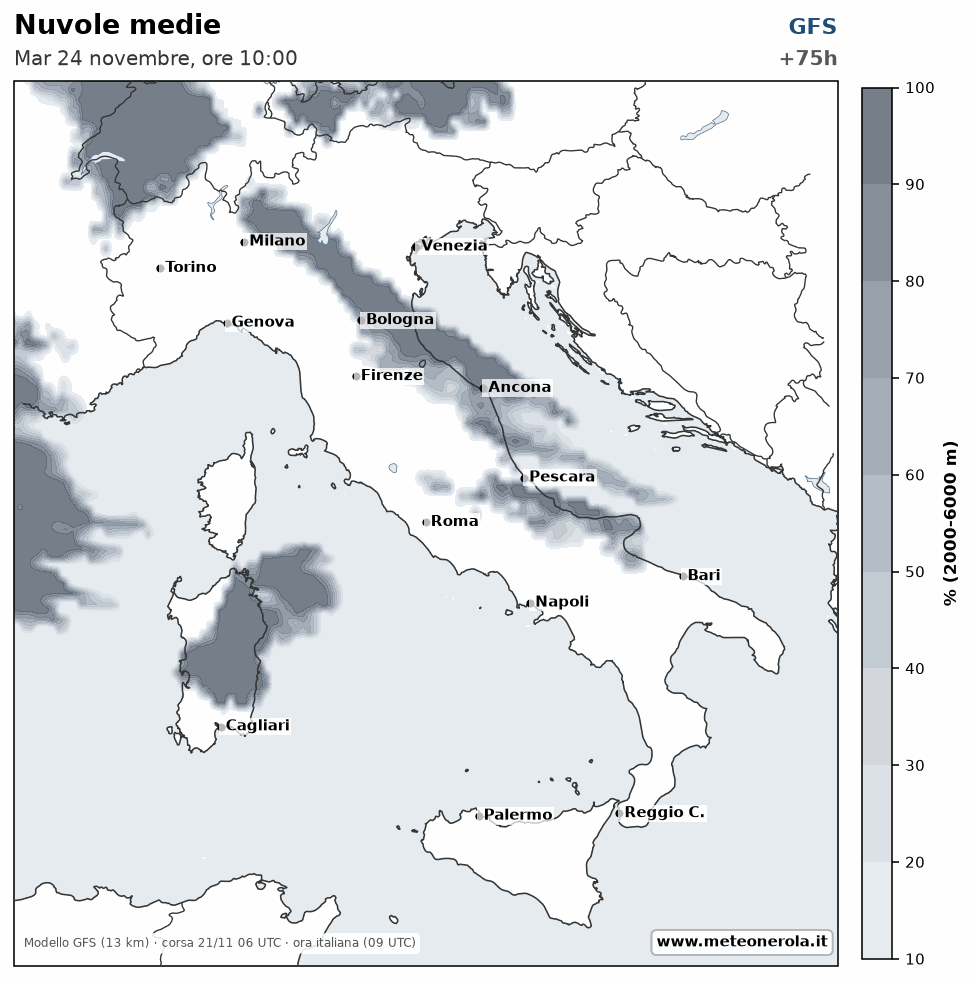 Nuvole medie
GFS
Mar 24 novembre, ore 10:00
+75h
100
90
80
70
60
50
40
30
20
10
% (2000-6000 m)
Milano
Venezia
Torino
Genova
Bologna
Firenze
Ancona
Pescara
Roma
Bari
Napoli
Cagliari
Palermo
Reggio C.
Modello GFS (13 km) · corsa 21/11 06 UTC · ora italiana (09 UTC)
www.meteonerola.it